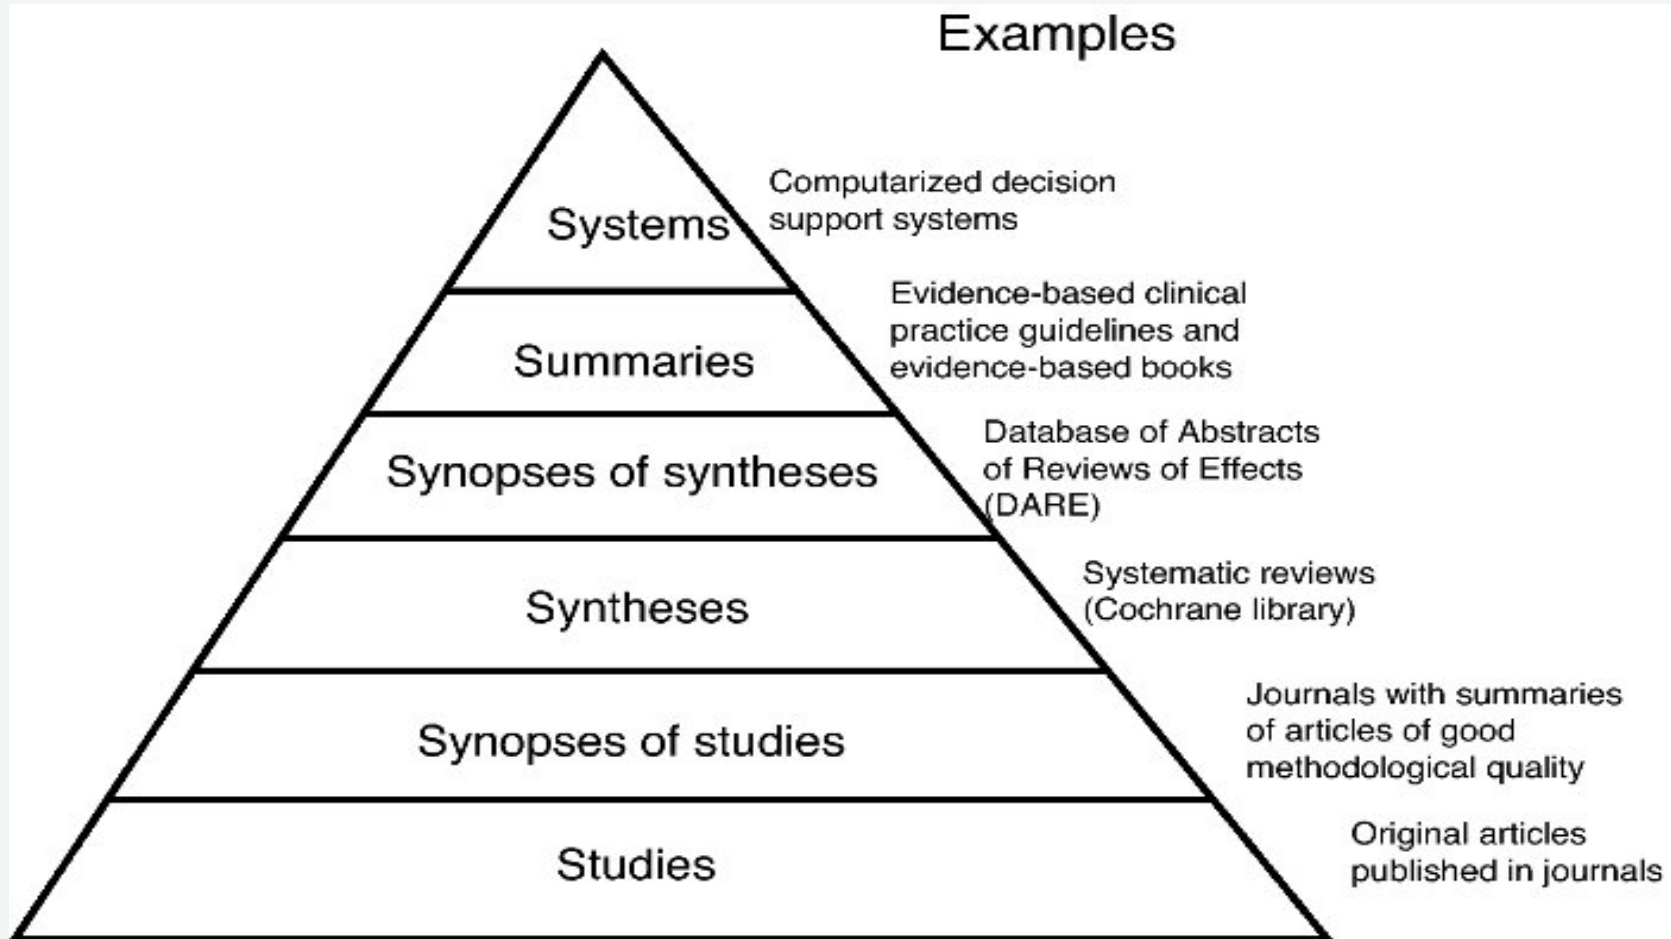 Examples
Systems
Computarized decision
support systems
Summaries
Evidence-based clinical
practice guidelines and
evidence-based books
Synopses of syntheses
Database of Abstracts
of Reviews of Effects
(DARE)
Syntheses
Systematic reviews
(Cochrane library)
Synopses of studies
Journals with summaries
of articles of good
methodological quality
Studies
Original articles
published in journals